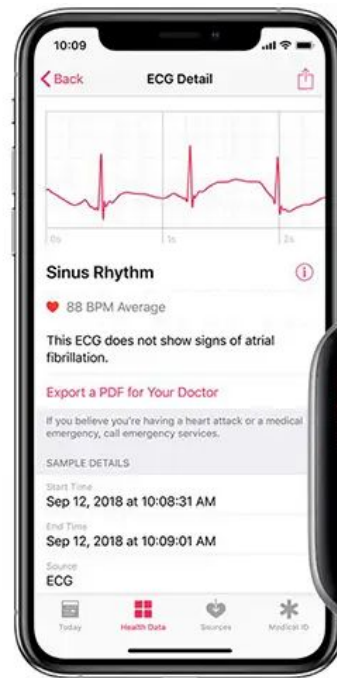 10:09
Back
ECG Detail
0s 1s 2s
Sinus Rhythm
88 BPM Average
This ECG does not show signs of atrial
fibrillation.
Export a PDF for Your Doctor
If you believe you're having a heart attack or a medical
emergency, call emergency services.
SAMPLE DETAILS
Start Time
Sep 12, 2018 at 10:08:31 AM
End Time
Sep 12, 2018 at 10:09:01 AM
Source
ECG
Today Health Data Sources Medical ID